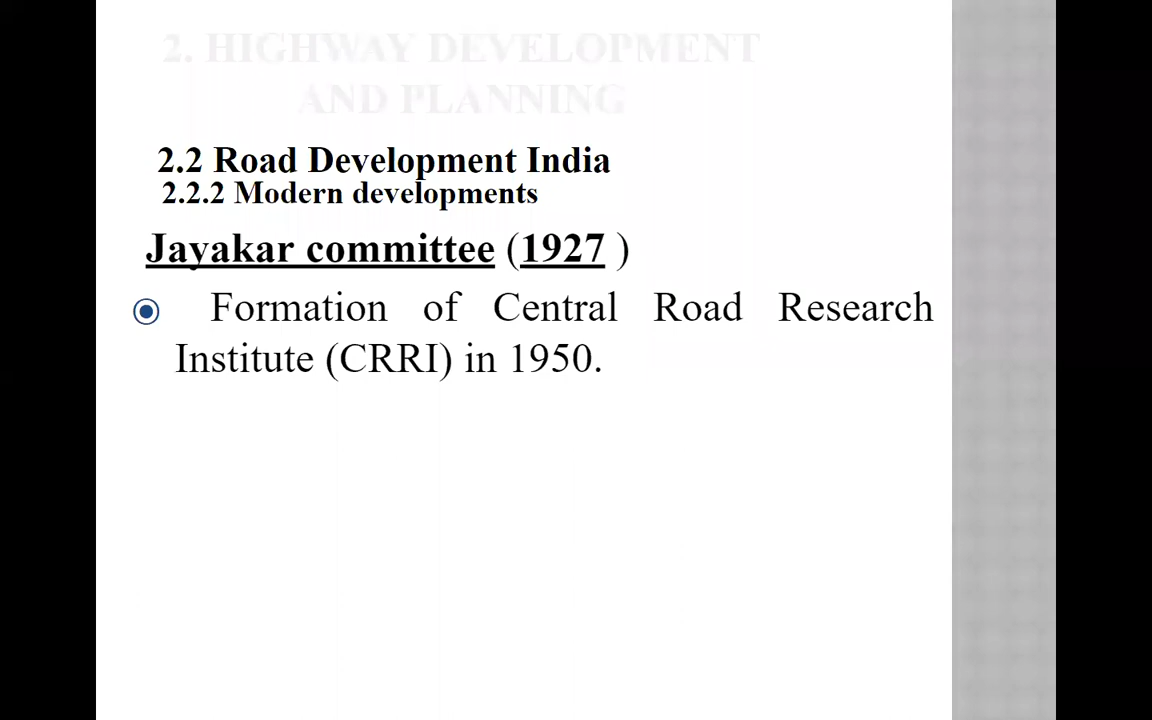 2. HIGHWAY DEVELOPMENT
AND PLANNING
2.2 Road Development India
2.2.2 Modern developments
Jayakar committee (1927 )
Formation of Central Road Research
Institute (CRRI) in 1950.